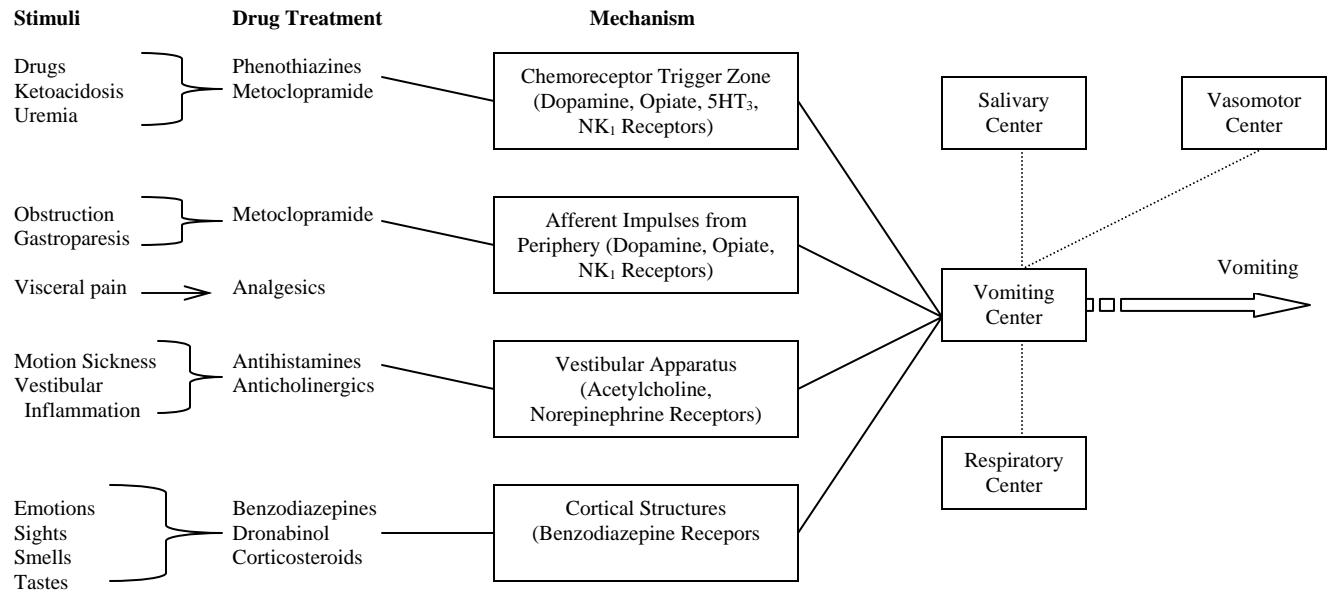 Stimuli
Drug Treatment
Mechanism
Drugs
Ketoacidosis
Uremia
Phenothiazines
Metoclopramide
Chemoreceptor Trigger Zone
(Dopamine, Opiate, 5HT₃,
NK₁ Receptors)
Salivary
Center
Vasomotor
Center
Obstruction
Gastroparesis
Metoclopramide
Afferent Impulses from
Periphery (Dopamine, Opiate,
NK₁ Receptors)
Visceral pain
Analgesics
Vomiting
Center
Vomiting
Motion Sickness
Vestibular
Inflammation
Antihistamines
Anticholinergics
Vestibular Apparatus
(Acetylcholine,
Norepinephrine Receptors)
Respiratory
Center
Emotions
Sights
Smells
Tastes
Benzodiazepines
Dronabinol
Corticosteroids
Cortical Structures
(Benzodiazepine Recepors